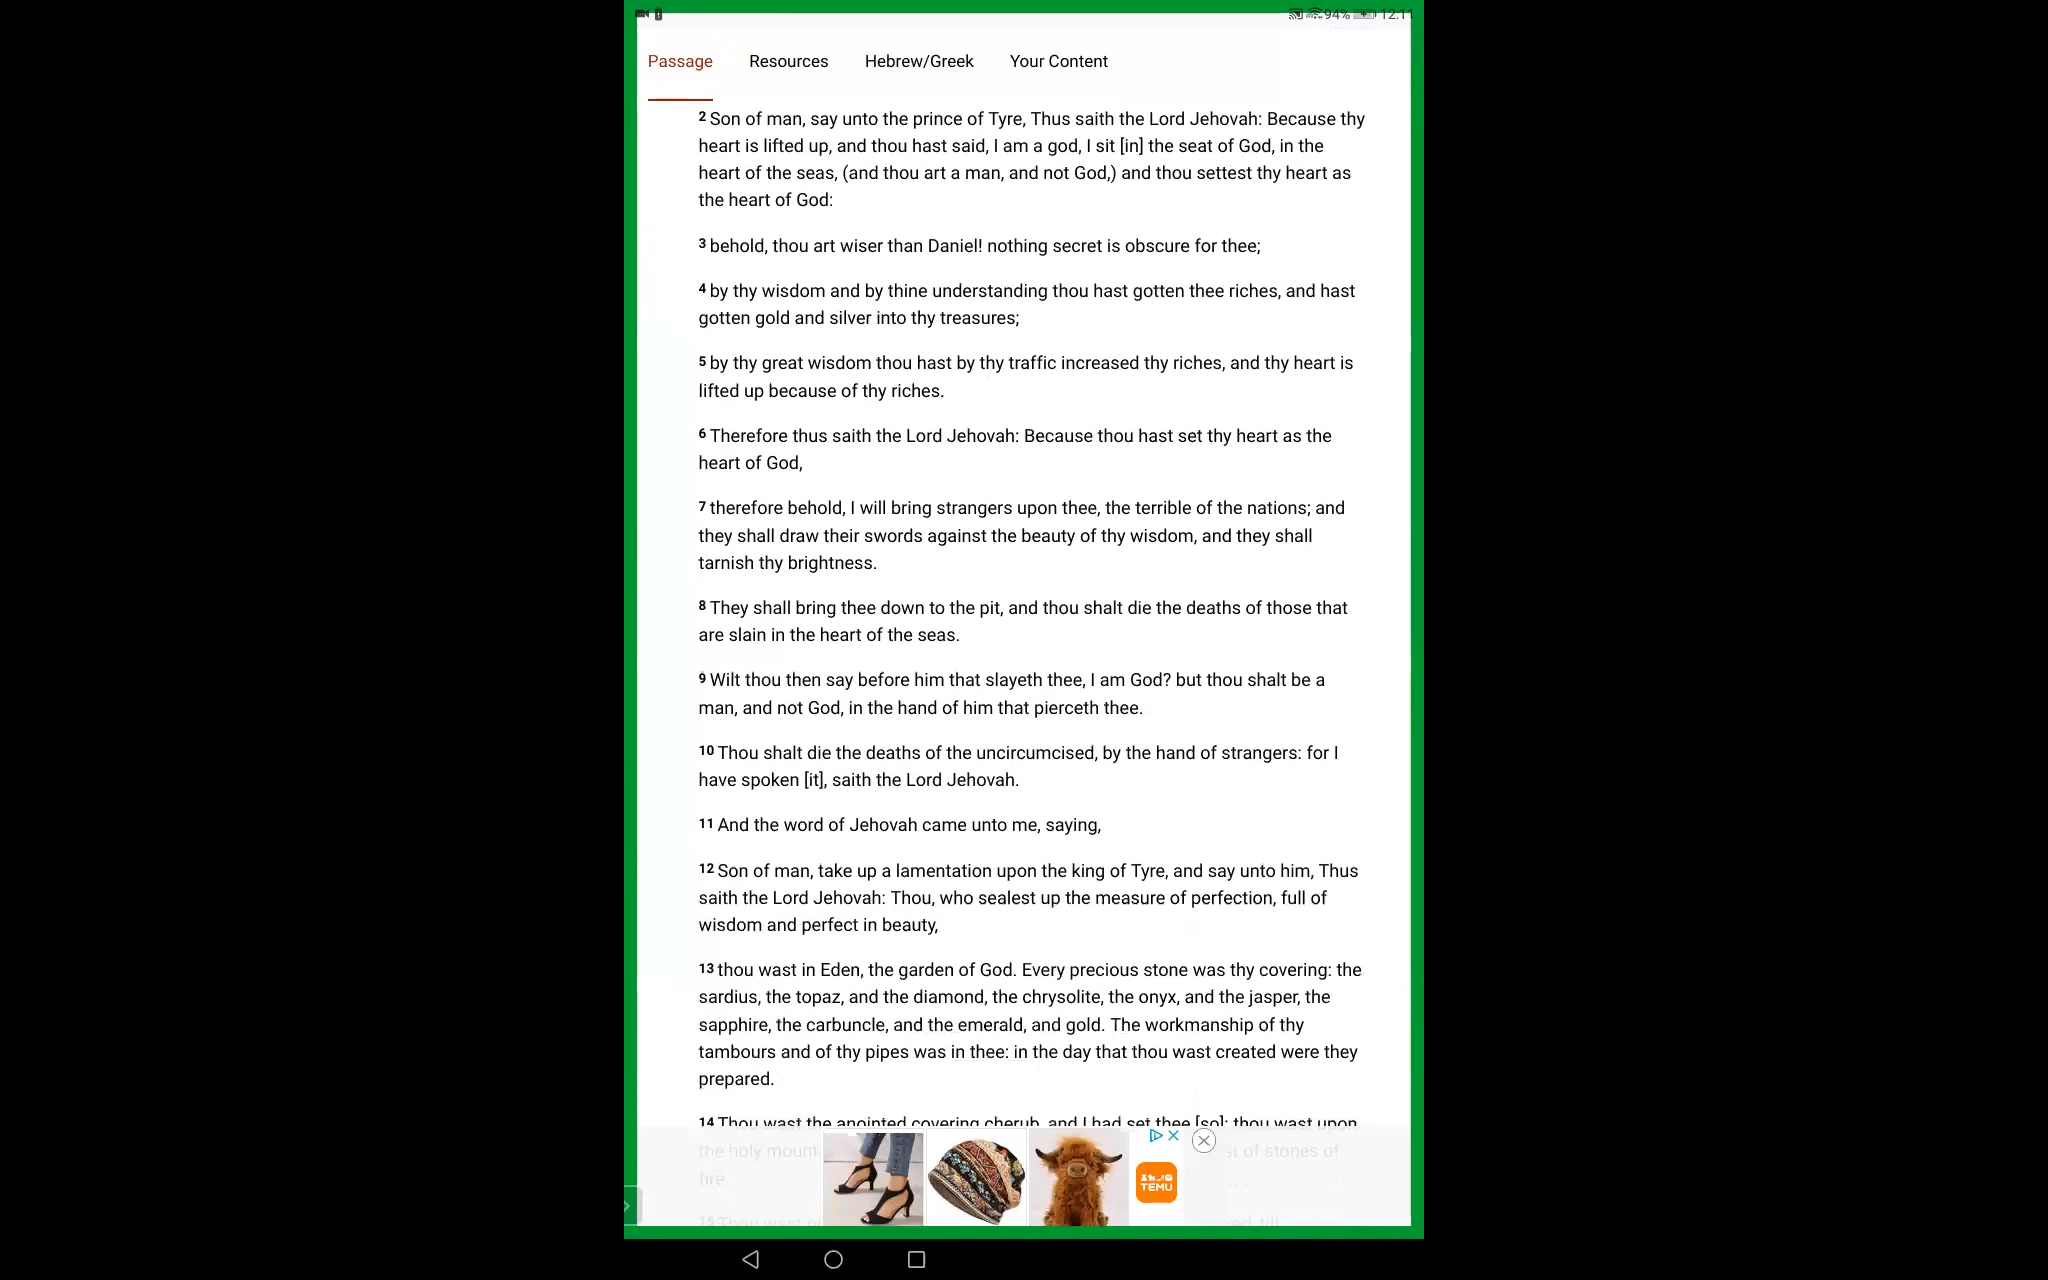 94% 12:11
Passage Resources Hebrew/Greek Your Content
2 Son of man, say unto the prince of Tyre, Thus saith the Lord Jehovah: Because thy
heart is lifted up, and thou hast said, I am a god, I sit [in] the seat of God, in the
heart of the seas, (and thou art a man, and not God,) and thou settest thy heart as
the heart of God:
3 behold, thou art wiser than Daniel! nothing secret is obscure for thee;
4 by thy wisdom and by thine understanding thou hast gotten thee riches, and hast
gotten gold and silver into thy treasures;
5 by thy great wisdom thou hast by thy traffic increased thy riches, and thy heart is
lifted up because of thy riches.
6 Therefore thus saith the Lord Jehovah: Because thou hast set thy heart as the
heart of God,
7 therefore behold, I will bring strangers upon thee, the terrible of the nations; and
they shall draw their swords against the beauty of thy wisdom, and they shall
tarnish thy brightness.
8 They shall bring thee down to the pit, and thou shalt die the deaths of those that
are slain in the heart of the seas.
9 Wilt thou then say before him that slayeth thee, I am God? but thou shalt be a
man, and not God, in the hand of him that pierceth thee.
10 Thou shalt die the deaths of the uncircumcised, by the hand of strangers: for I
have spoken [it], saith the Lord Jehovah.
11 And the word of Jehovah came unto me, saying,
12 Son of man, take up a lamentation upon the king of Tyre, and say unto him, Thus
saith the Lord Jehovah: Thou, who sealest up the measure of perfection, full of
wisdom and perfect in beauty,
13 thou wast in Eden, the garden of God. Every precious stone was thy covering: the
sardius, the topaz, and the diamond, the chrysolite, the onyx, and the jasper, the
sapphire, the carbuncle, and the emerald, and gold. The workmanship of thy
tambours and of thy pipes was in thee: in the day that thou wast created were they
prepared.
14 Thou wast the anointed covering cherub, and I had set thee [so]: thou wast upon
the holy mount of stones of
fire
15 Thou wast till
TEMU